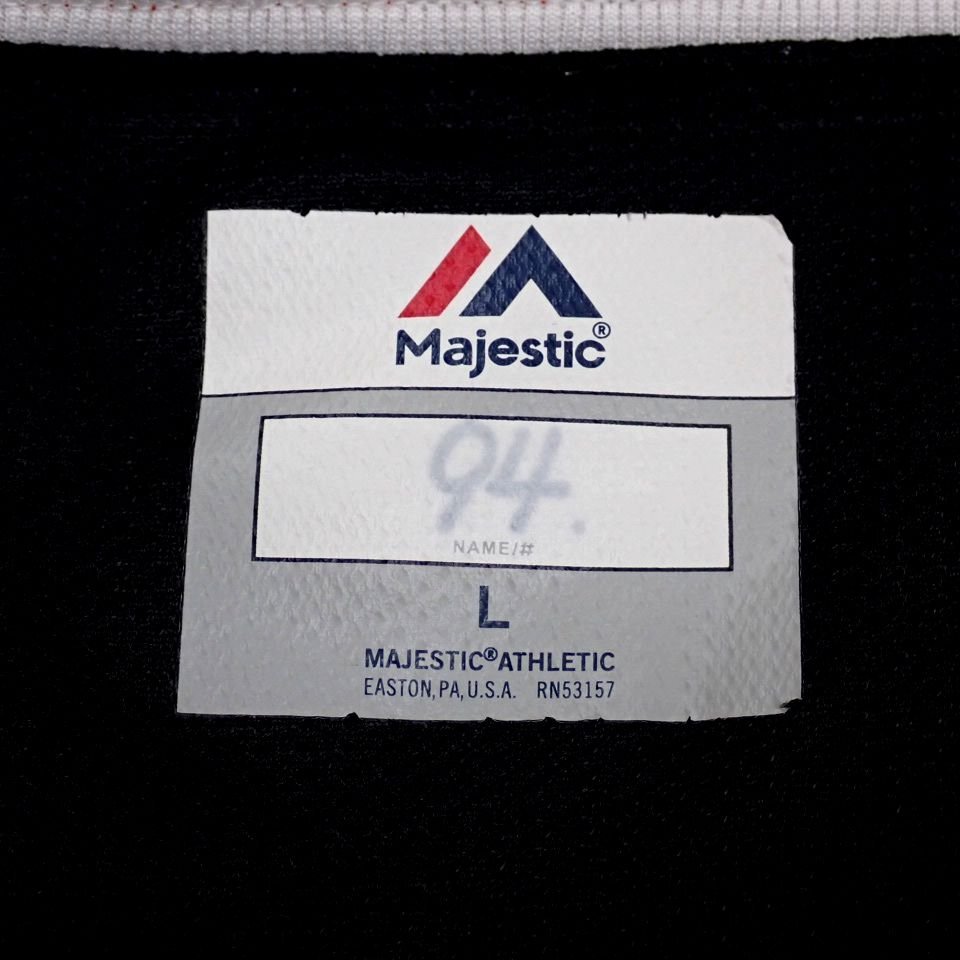 Majestic®
94.
NAME/#
L
MAJESTIC® ATHLETIC
EASTON, PA, U.S.A. RN53157